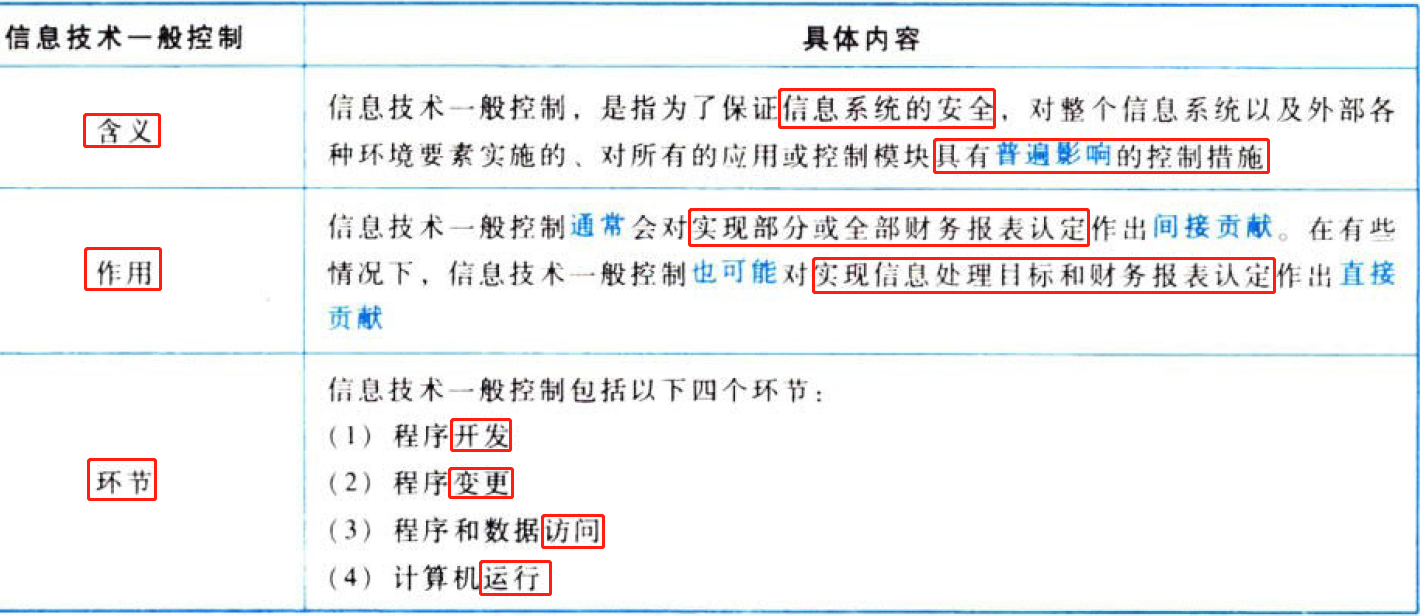 信息技术一般控制
具体内容
含义
信息技术一般控制，是指为了保证信息系统的安全，对整个信息系统以及外部各
种环境要素实施的、对所有的应用或控制模块具有普遍影响的控制措施
作用
信息技术一般控制通常会对实现部分或全部财务报表认定作出间接贡献。在有些
情况下，信息技术一般控制也可能对实现信息处理目标和财务报表认定作出直接
贡献
环节
信息技术一般控制包括以下四个环节：
（1）程序开发
（2）程序变更
（3）程序和数据访问
（4）计算机运行